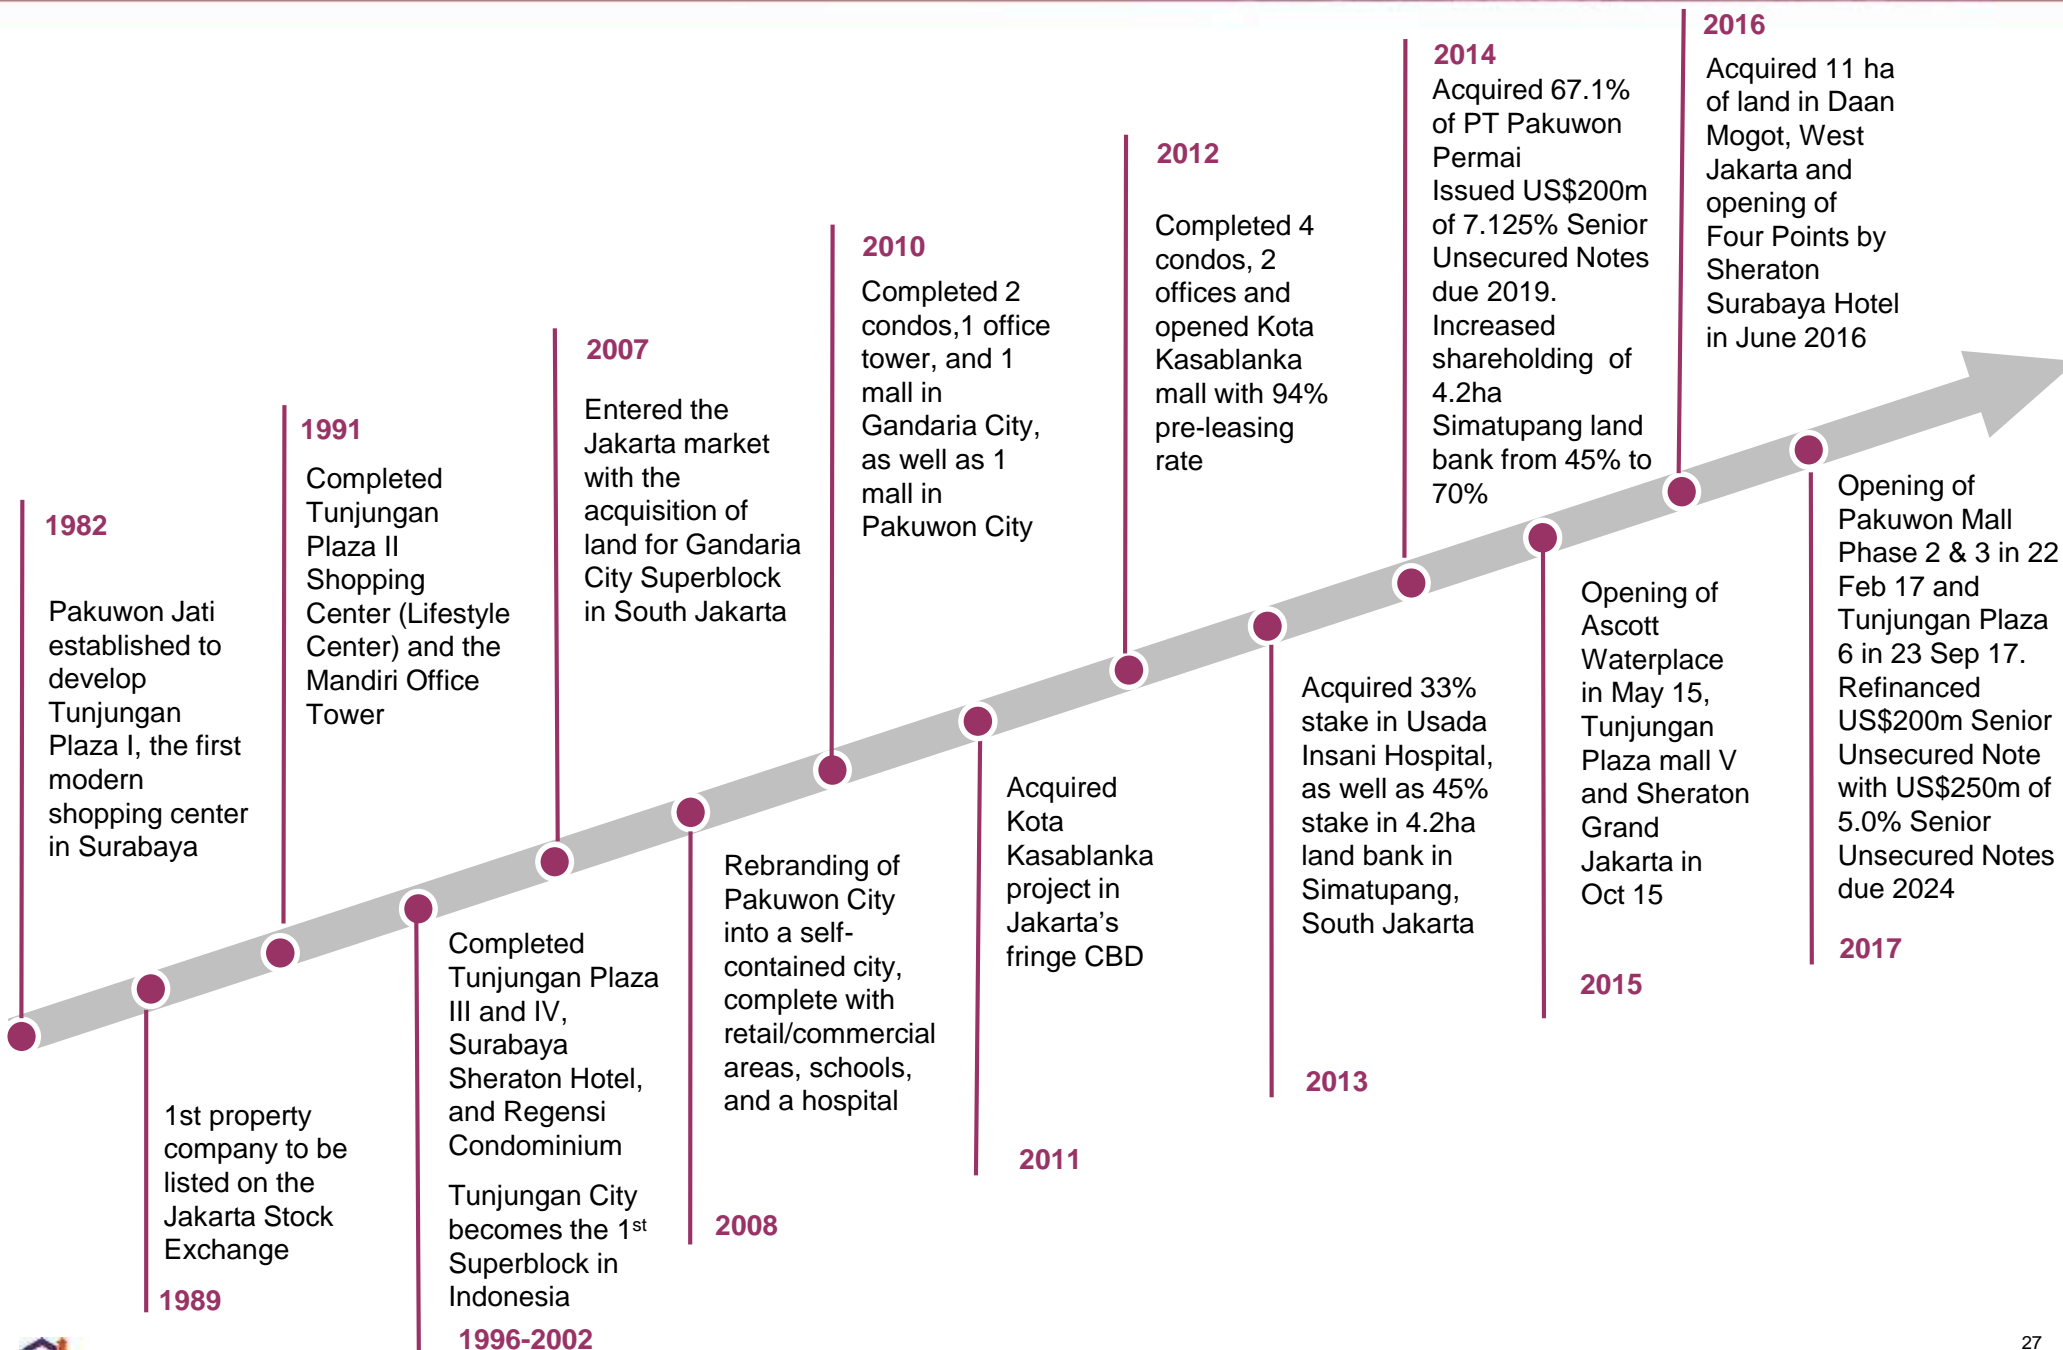 1982
Pakuwon Jati
established to
develop
Tunjungan
Plaza I, the first
modern
shopping center
in Surabaya
1st property
company to be
listed on the
Jakarta Stock
Exchange
1989
1991
Completed
Tunjungan
Plaza II
Shopping
Center (Lifestyle
Center) and the
Mandiri Office
Tower
Completed
Tunjungan Plaza
III and IV,
Surabaya
Sheraton Hotel,
and Regensi
Condominium
Tunjungan City
becomes the 1st
Superblock in
Indonesia
1996-2002
2007
Entered the
Jakarta market
with the
acquisition of
land for Gandaria
City Superblock
in South Jakarta
Rebranding of
Pakuwon City
into a self-
contained city,
complete with
retail/commercial
areas, schools,
and a hospital
2008
2010
Completed 2
condos,1 office
tower, and 1
mall in
Gandaria City,
as well as 1
mall in
Pakuwon City
Acquired
Kota
Kasablanka
project in
Jakarta’s
fringe CBD
2011
2012
Completed 4
condos, 2
offices and
opened Kota
Kasablanka
mall with 94%
pre-leasing
rate
Acquired 33%
stake in Usada
Insani Hospital,
as well as 45%
stake in 4.2ha
land bank in
Simatupang,
South Jakarta
2013
2014
Acquired 67.1%
of PT Pakuwon
Permai
Issued US$200m
of 7.125% Senior
Unsecured Notes
due 2019.
Increased
shareholding of
4.2ha
Simatupang land
bank from 45% to
70%
Opening of
Ascott
Waterplace
in May 15,
Tunjungan
Plaza mall V
and Sheraton
Grand
Jakarta in
Oct 15
2015
2016
Acquired 11 ha
of land in Daan
Mogot, West
Jakarta and
opening of
Four Points by
Sheraton
Surabaya Hotel
in June 2016
Opening of
Pakuwon Mall
Phase 2 & 3 in 22
Feb 17 and
Tunjungan Plaza
6 in 23 Sep 17.
Refinanced
US$200m Senior
Unsecured Note
with US$250m of
5.0% Senior
Unsecured Notes
due 2024
2017
27